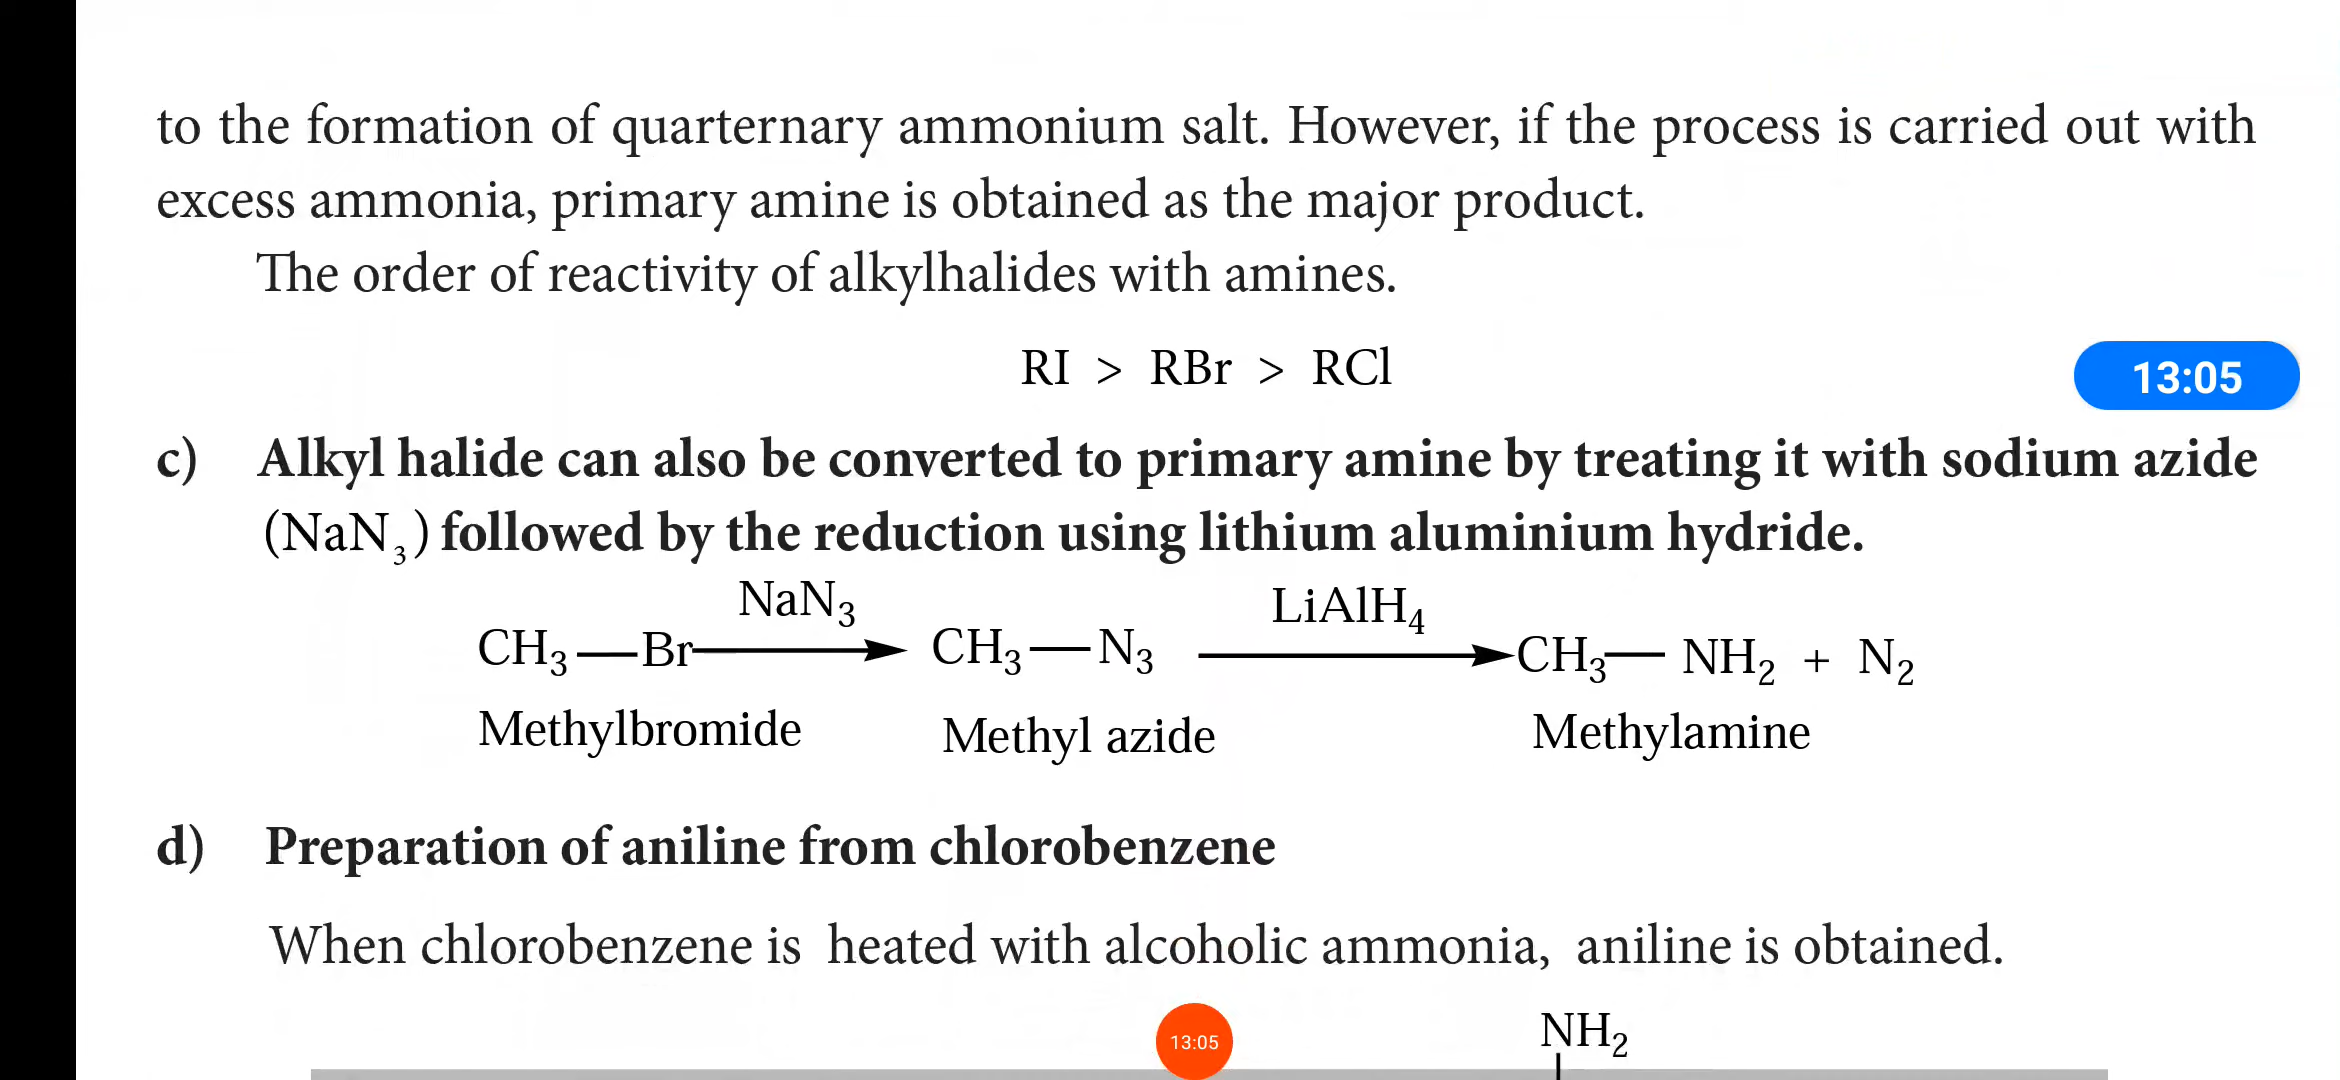 to the formation of quarternary ammonium salt. However, if the process is carried out with
excess ammonia, primary amine is obtained as the major product.
The order of reactivity of alkylhalides with amines.
RI > RBr > RCl
13:05
c) Alkyl halide can also be converted to primary amine by treating it with sodium azide
(NaN₃) followed by the reduction using lithium aluminium hydride.
NaN₃ LiAlH₄
CH₃—Br → CH₃—N₃ → CH₃— NH₂ + N₂
Methylbromide Methyl azide Methylamine
d) Preparation of aniline from chlorobenzene
When chlorobenzene is heated with alcoholic ammonia, aniline is obtained.
NH₂
13:05